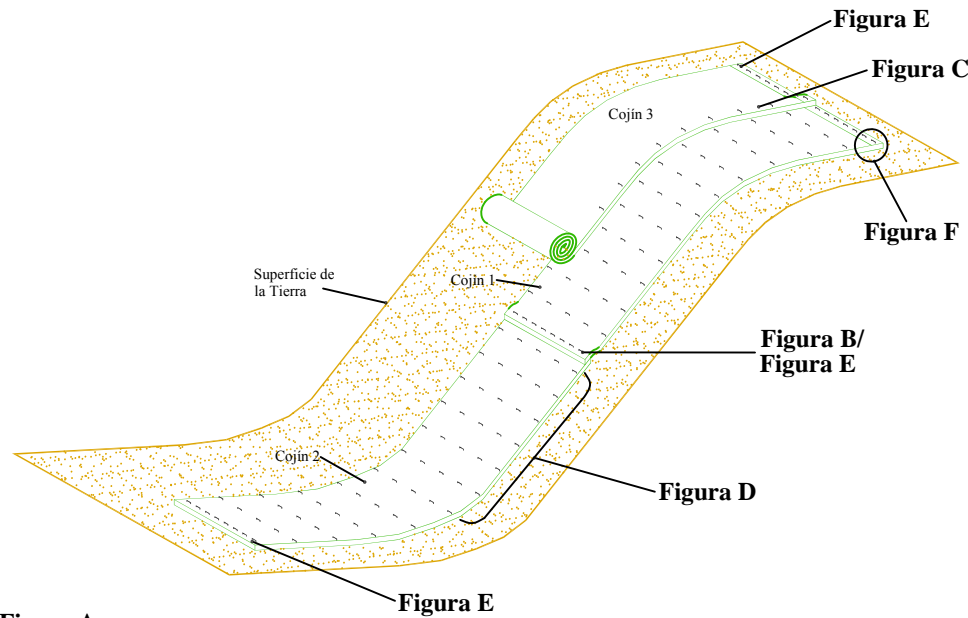 Figura E
Figura C
Cojín 3
Figura F
Superficie de
la Tierra
Cojín 1
Figura B/
Figura E
Cojín 2
Figura D
Figura E
Figura A